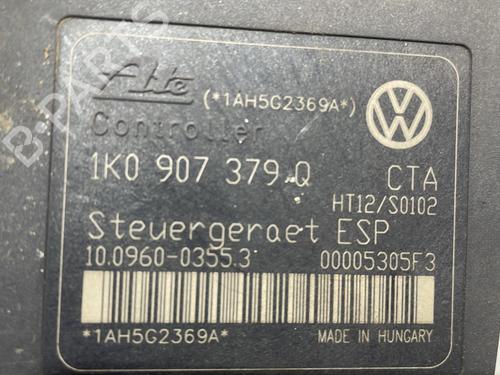 Ate (*1AH5G2369A*)
Controller
1K0 907 379 Q CTA
HT12/S0102
Steuergeraet ESP
10.0960-0355.3 00005305F3
*1AH5G2369A* MADE IN HUNGARY
B-PARTS